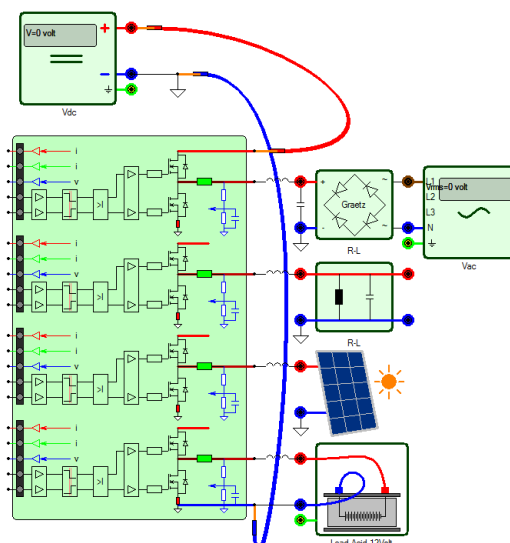 V=0 volt
+
−
Vdc
i
i
v
>I
+
-
~
~
Graetz
R-L
L1
Vrms=0 volt
L2
L3
N
Vac
i
i
v
>I
R-L
i
i
v
>I
i
i
v
>I
Lead Acid 12Volt